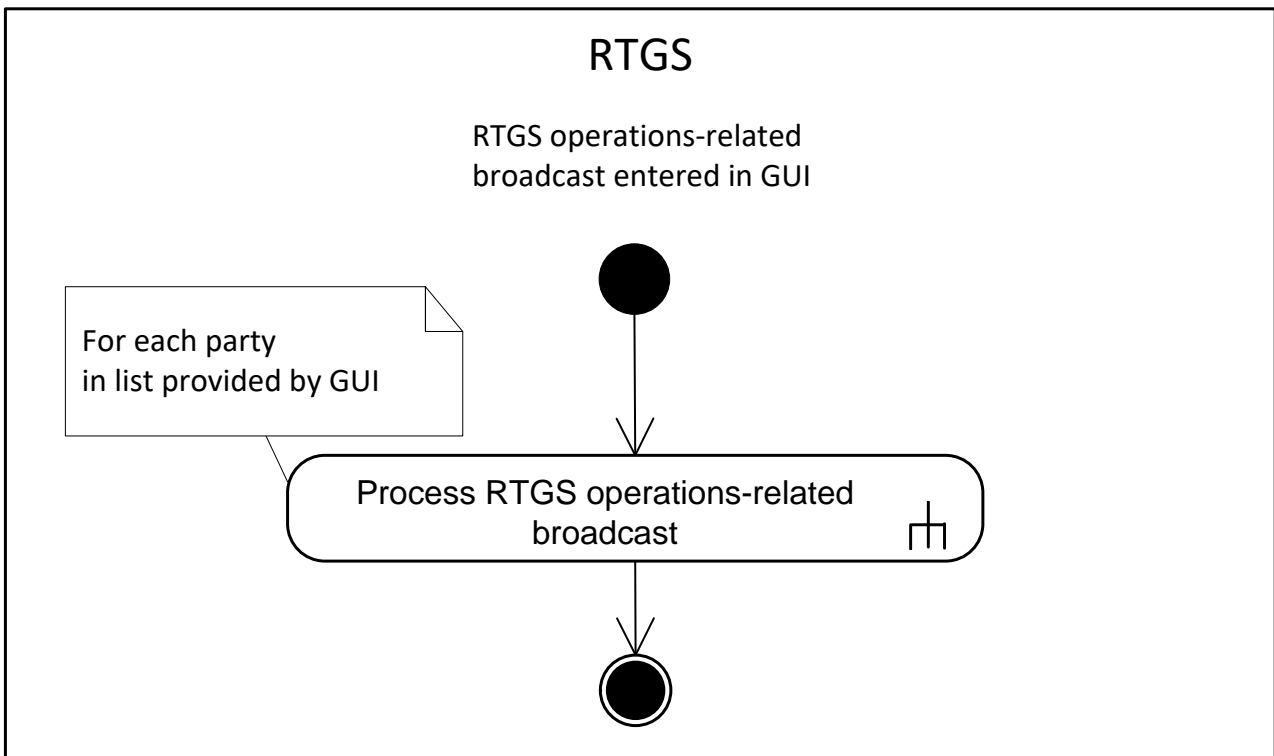 RTGS
RTGS operations-related
broadcast entered in GUI
For each party
in list provided by GUI
Process RTGS operations-related
broadcast